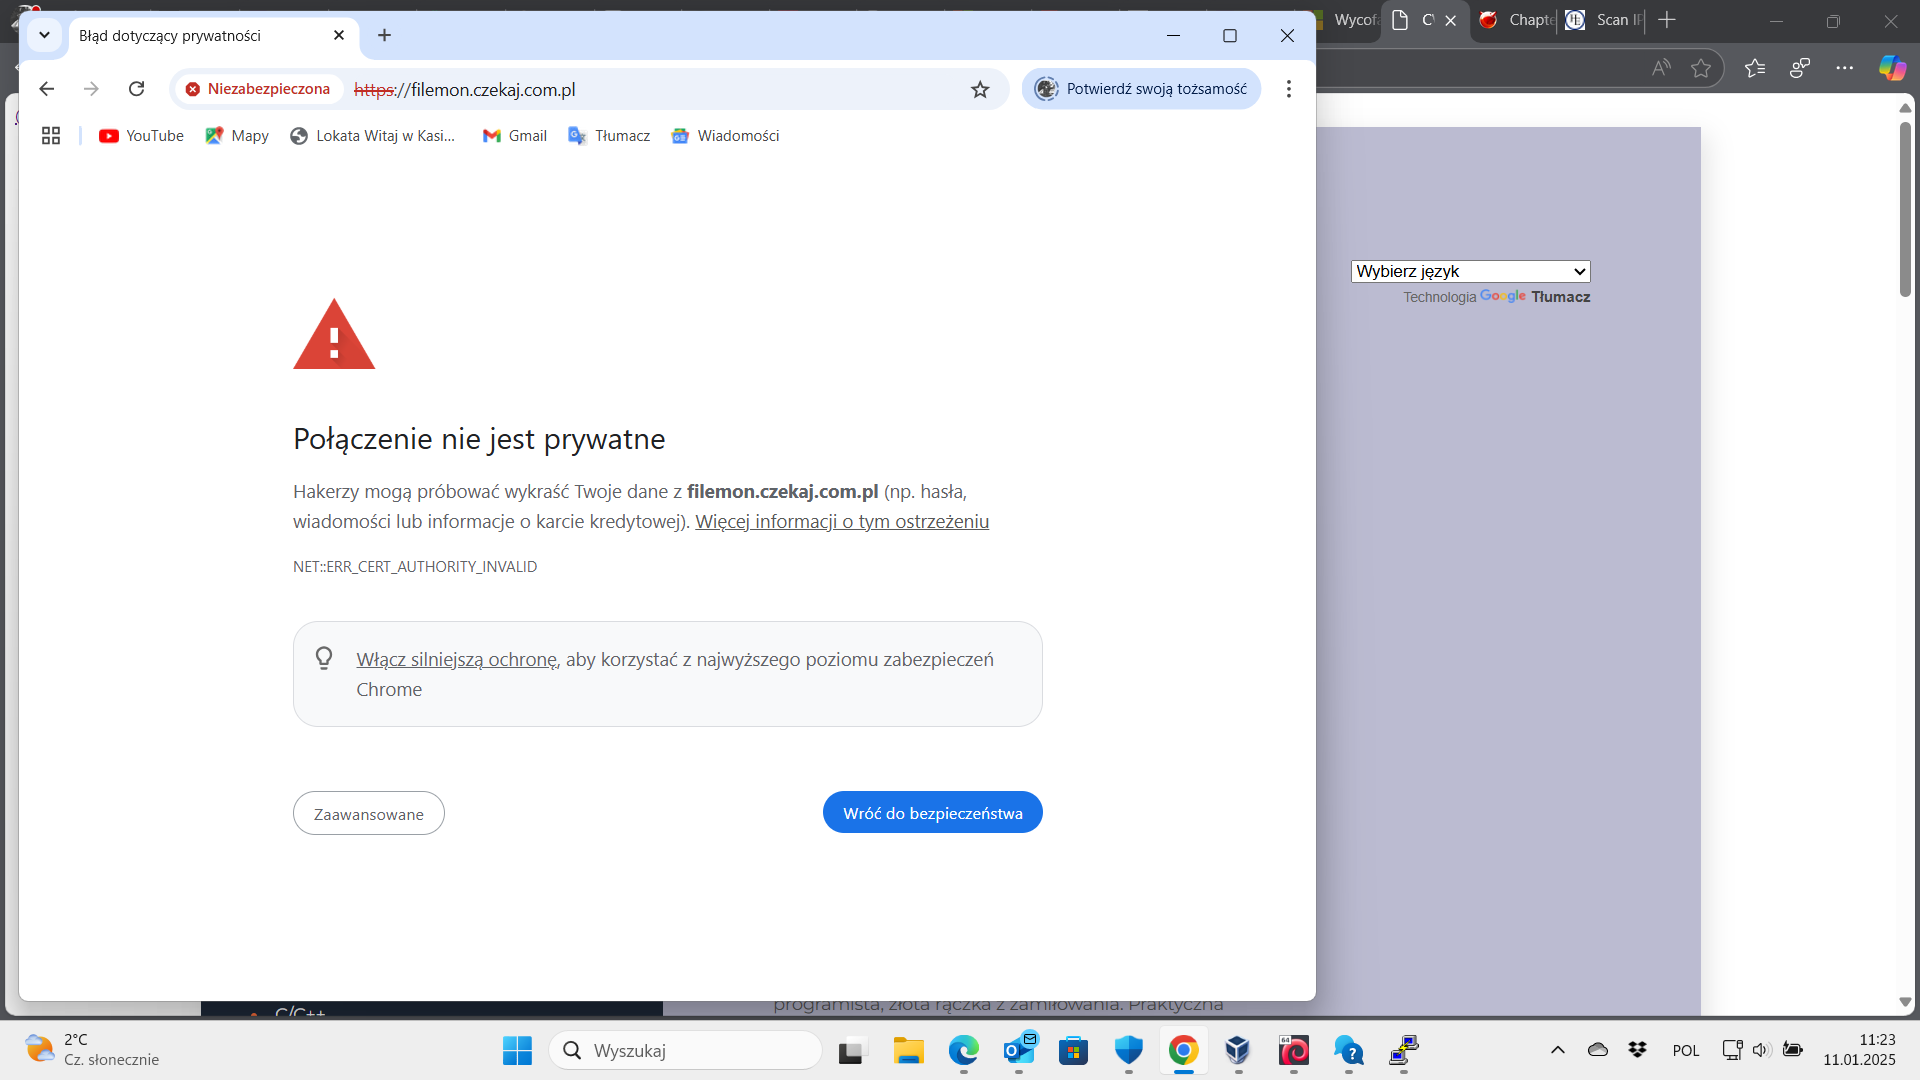 Błąd dotyczący prywatności
Wycof
Chapte
Scan IP
Niezabezpieczona
https://filemon.czekaj.com.pl
Potwierdź swoją tożsamość
YouTube
Mapy
Lokata Witaj w Kasi...
Gmail
Tłumacz
Wiadomości
Wybierz język
Technologia Google Tłumacz
Połączenie nie jest prywatne
Hakerzy mogą próbować wykraść Twoje dane z filemon.czekaj.com.pl (np. hasła,
wiadomości lub informacje o karcie kredytowej). Więcej informacji o tym ostrzeżeniu
NET::ERR_CERT_AUTHORITY_INVALID
Włącz silniejszą ochronę, aby korzystać z najwyższego poziomu zabezpieczeń
Chrome
Zaawansowane
Wróć do bezpieczeństwa
C/C++
programista, złota rączka z zamiłowania. Praktyczna
2°C
Cz. słonecznie
Wyszukaj
64
POL
11:23
11.01.2025